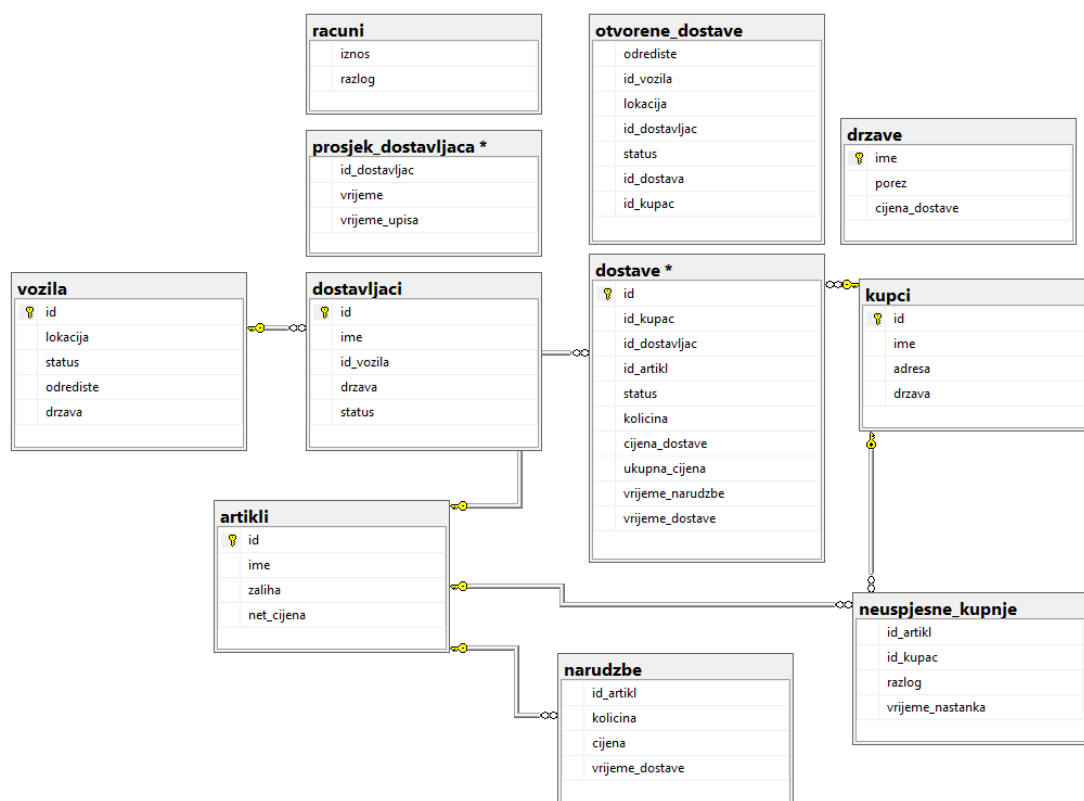 racuni
iznos
razlog
otvorene_dostave
odrediste
id_vozila
lokacija
id_dostavljac
status
id_dostava
id_kupac
prosjek_dostavljaca *
id_dostavljac
vrijeme
vrijeme_upisa
drzave
ime
porez
cijena_dostave
vozila
id
lokacija
status
odrediste
drzava
dostavljaci
id
ime
id_vozila
drzava
status
dostave *
id
id_kupac
id_dostavljac
id_artikl
status
kolicina
cijena_dostave
ukupna_cijena
vrijeme_narudzbe
vrijeme_dostave
kupci
id
ime
adresa
drzava
artikli
id
ime
zaliha
net_cijena
neuspjesne_kupnje
id_artikl
id_kupac
razlog
vrijeme_nastanka
narudzbe
id_artikl
kolicina
cijena
vrijeme_dostave